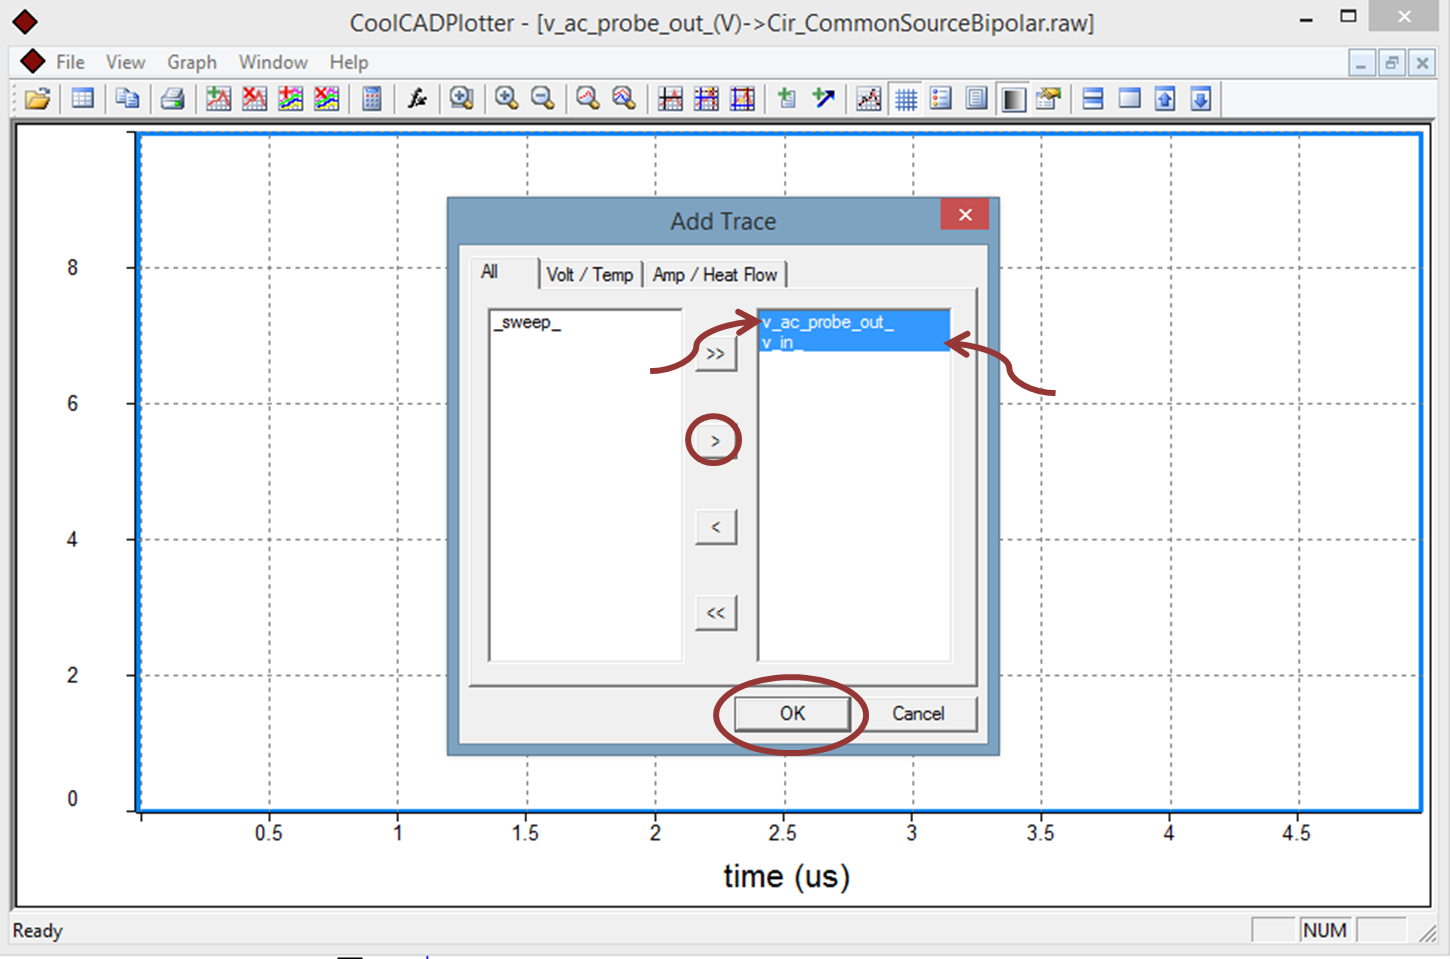 CoolCADPlotter - [v_ac_probe_out_(V)->Cir_CommonSourceBipolar.raw]
File View Graph Window Help
fx
Add Trace
All Volt / Temp Amp / Heat Flow
_sweep_
v_ac_probe_out_
v_in_
>>
>
<
<<
OK Cancel
8
6
4
2
0
0.5 1 1.5 2 2.5 3 3.5 4 4.5
time (us)
Ready NUM